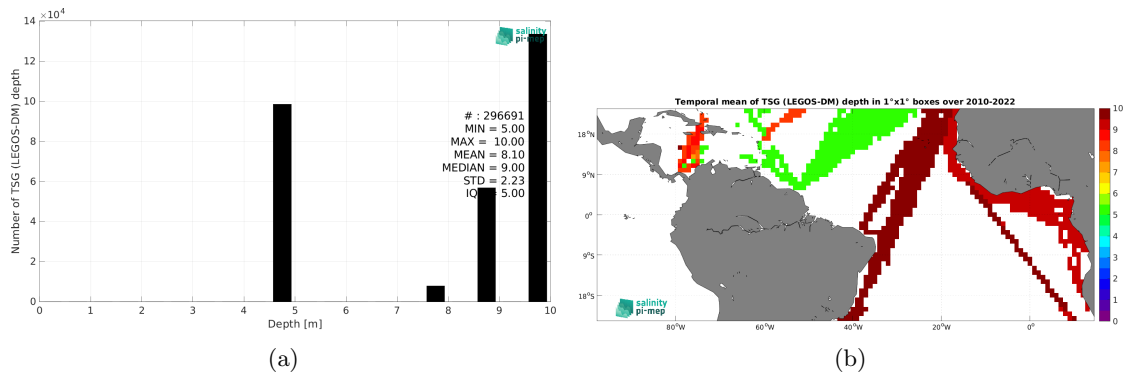 ×10⁴
14
12
10
8
6
4
2
0
Number of TSG (LEGOS-DM) depth
salinity
pi-mep
# : 296691
MIN = 5.00
MAX = 10.00
MEAN = 8.10
MEDIAN = 9.00
STD = 2.23
IQ 5.00
0 1 2 3 4 5 6 7 8 9 10
Depth [m]
(a)
Temporal mean of TSG (LEGOS-DM) depth in 1°x1° boxes over 2010-2022
18°N
9°N
0°
9°S
18°S
80°W 60°W 40°W 20°W 0°
salinity
pi-mep
10
9
8
7
6
5
4
3
2
1
0
(b)